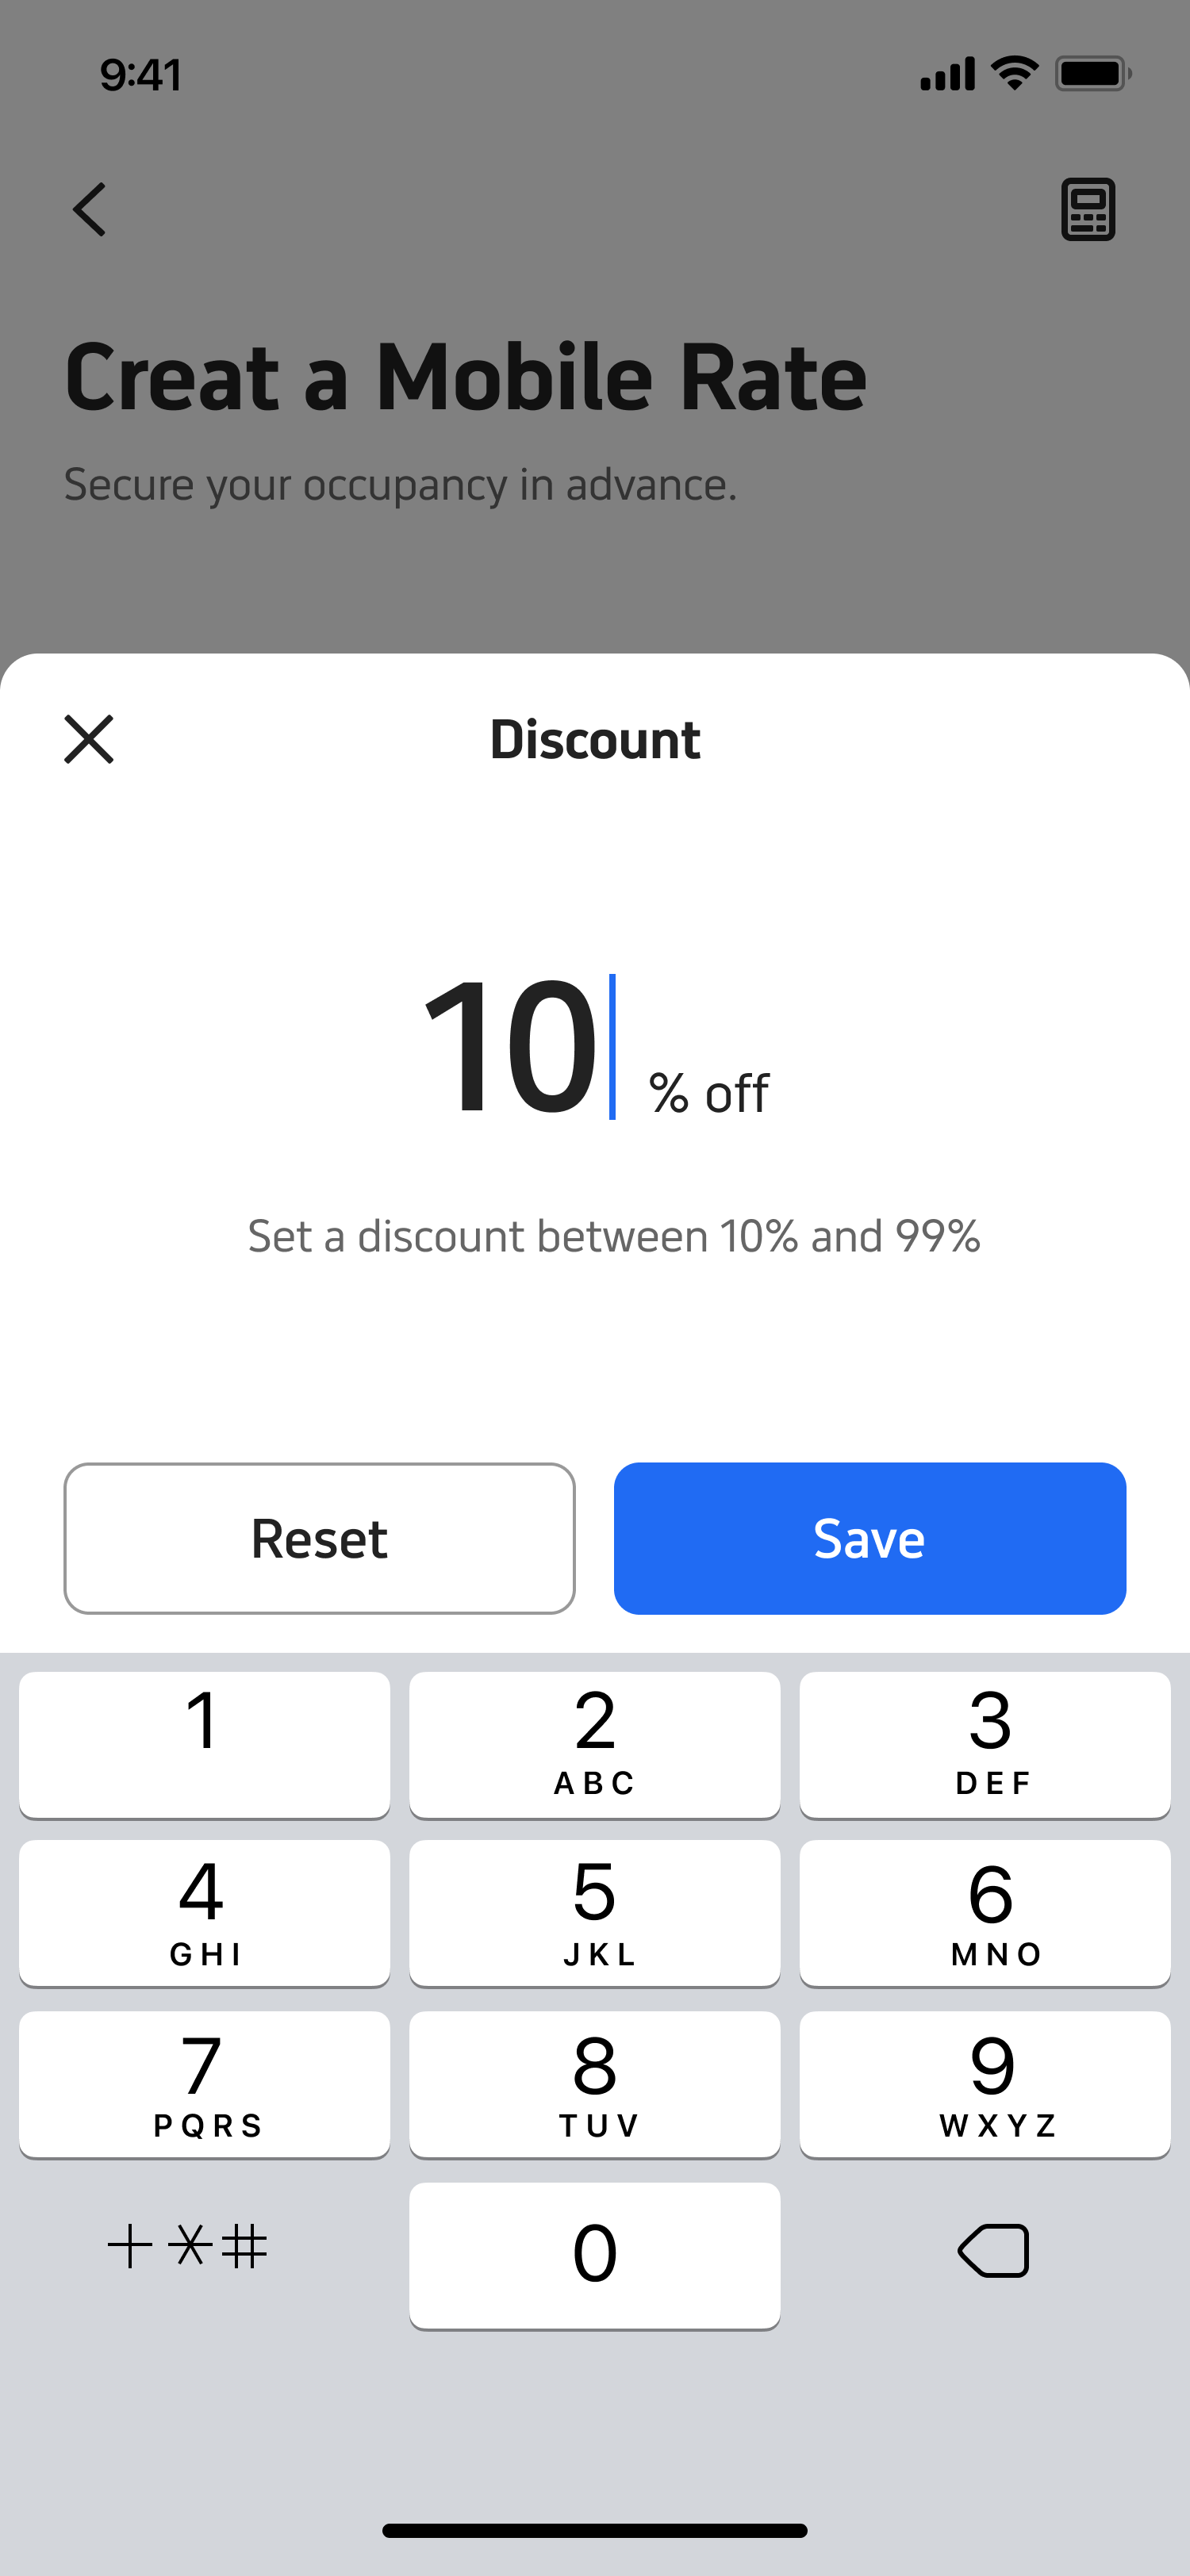 9:41
Creat a Mobile Rate
Secure your occupancy in advance.
Discount
10 % off
Set a discount between 10% and 99%
Reset Save
1 2 3
ABC DEF
4 5 6
GHI JKL MNO
7 8 9
PQRS TUV WXYZ
+*# 0